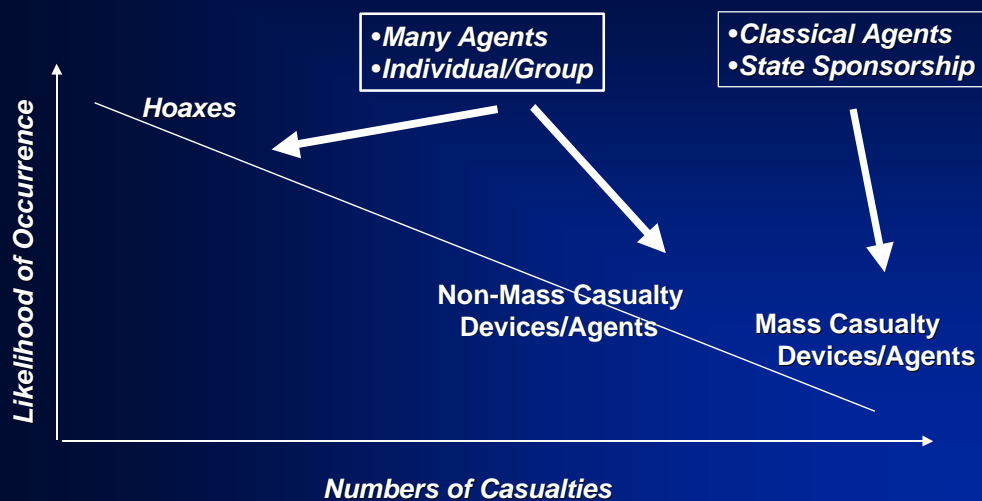 •Many Agents
•Individual/Group
•Classical Agents
•State Sponsorship
Hoaxes
Likelihood of Occurrence
Non-Mass Casualty
Devices/Agents
Mass Casualty
Devices/Agents
Numbers of Casualties